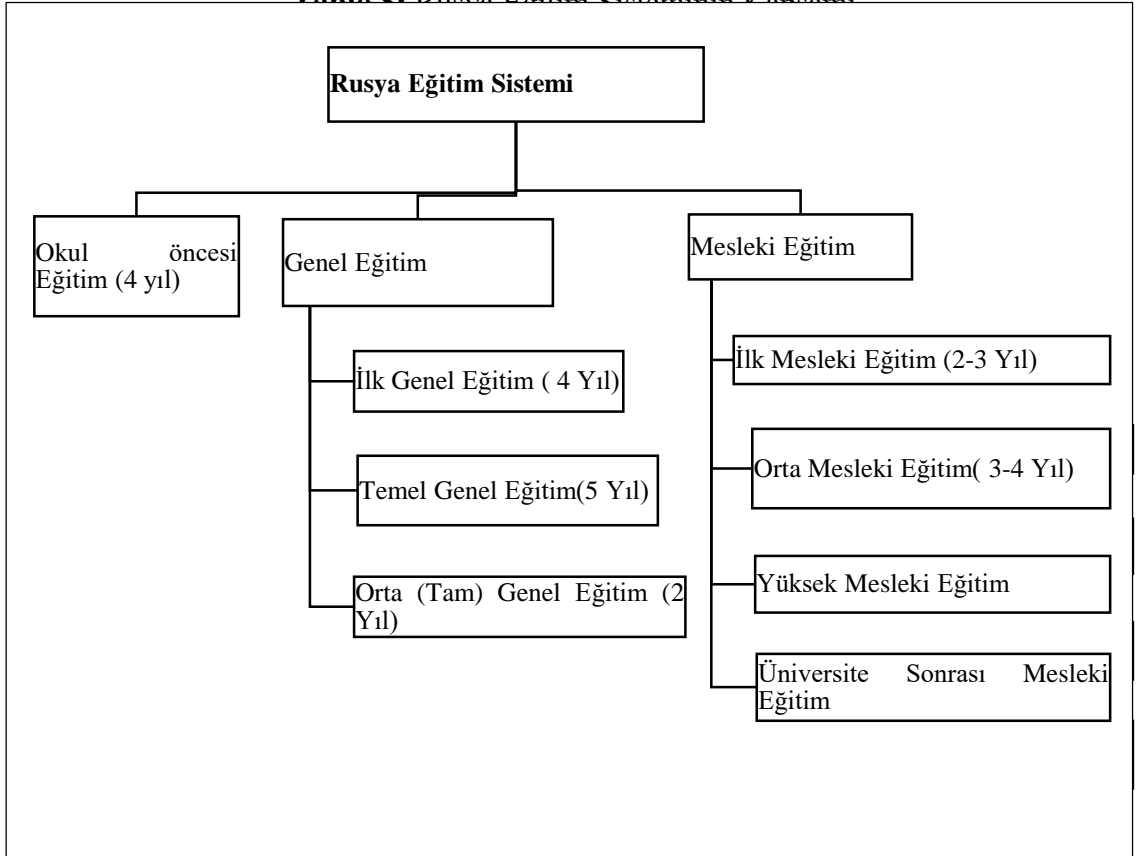 Rusya Eğitim Sistemi
Okul öncesi
Eğitim (4 yıl)
Genel Eğitim
İlk Genel Eğitim ( 4 Yıl)
Temel Genel Eğitim(5 Yıl)
Orta (Tam) Genel Eğitim (2
Yıl)
Mesleki Eğitim
İlk Mesleki Eğitim (2-3 Yıl)
Orta Mesleki Eğitim( 3-4 Yıl)
Yüksek Mesleki Eğitim
Üniversite Sonrası Mesleki
Eğitim